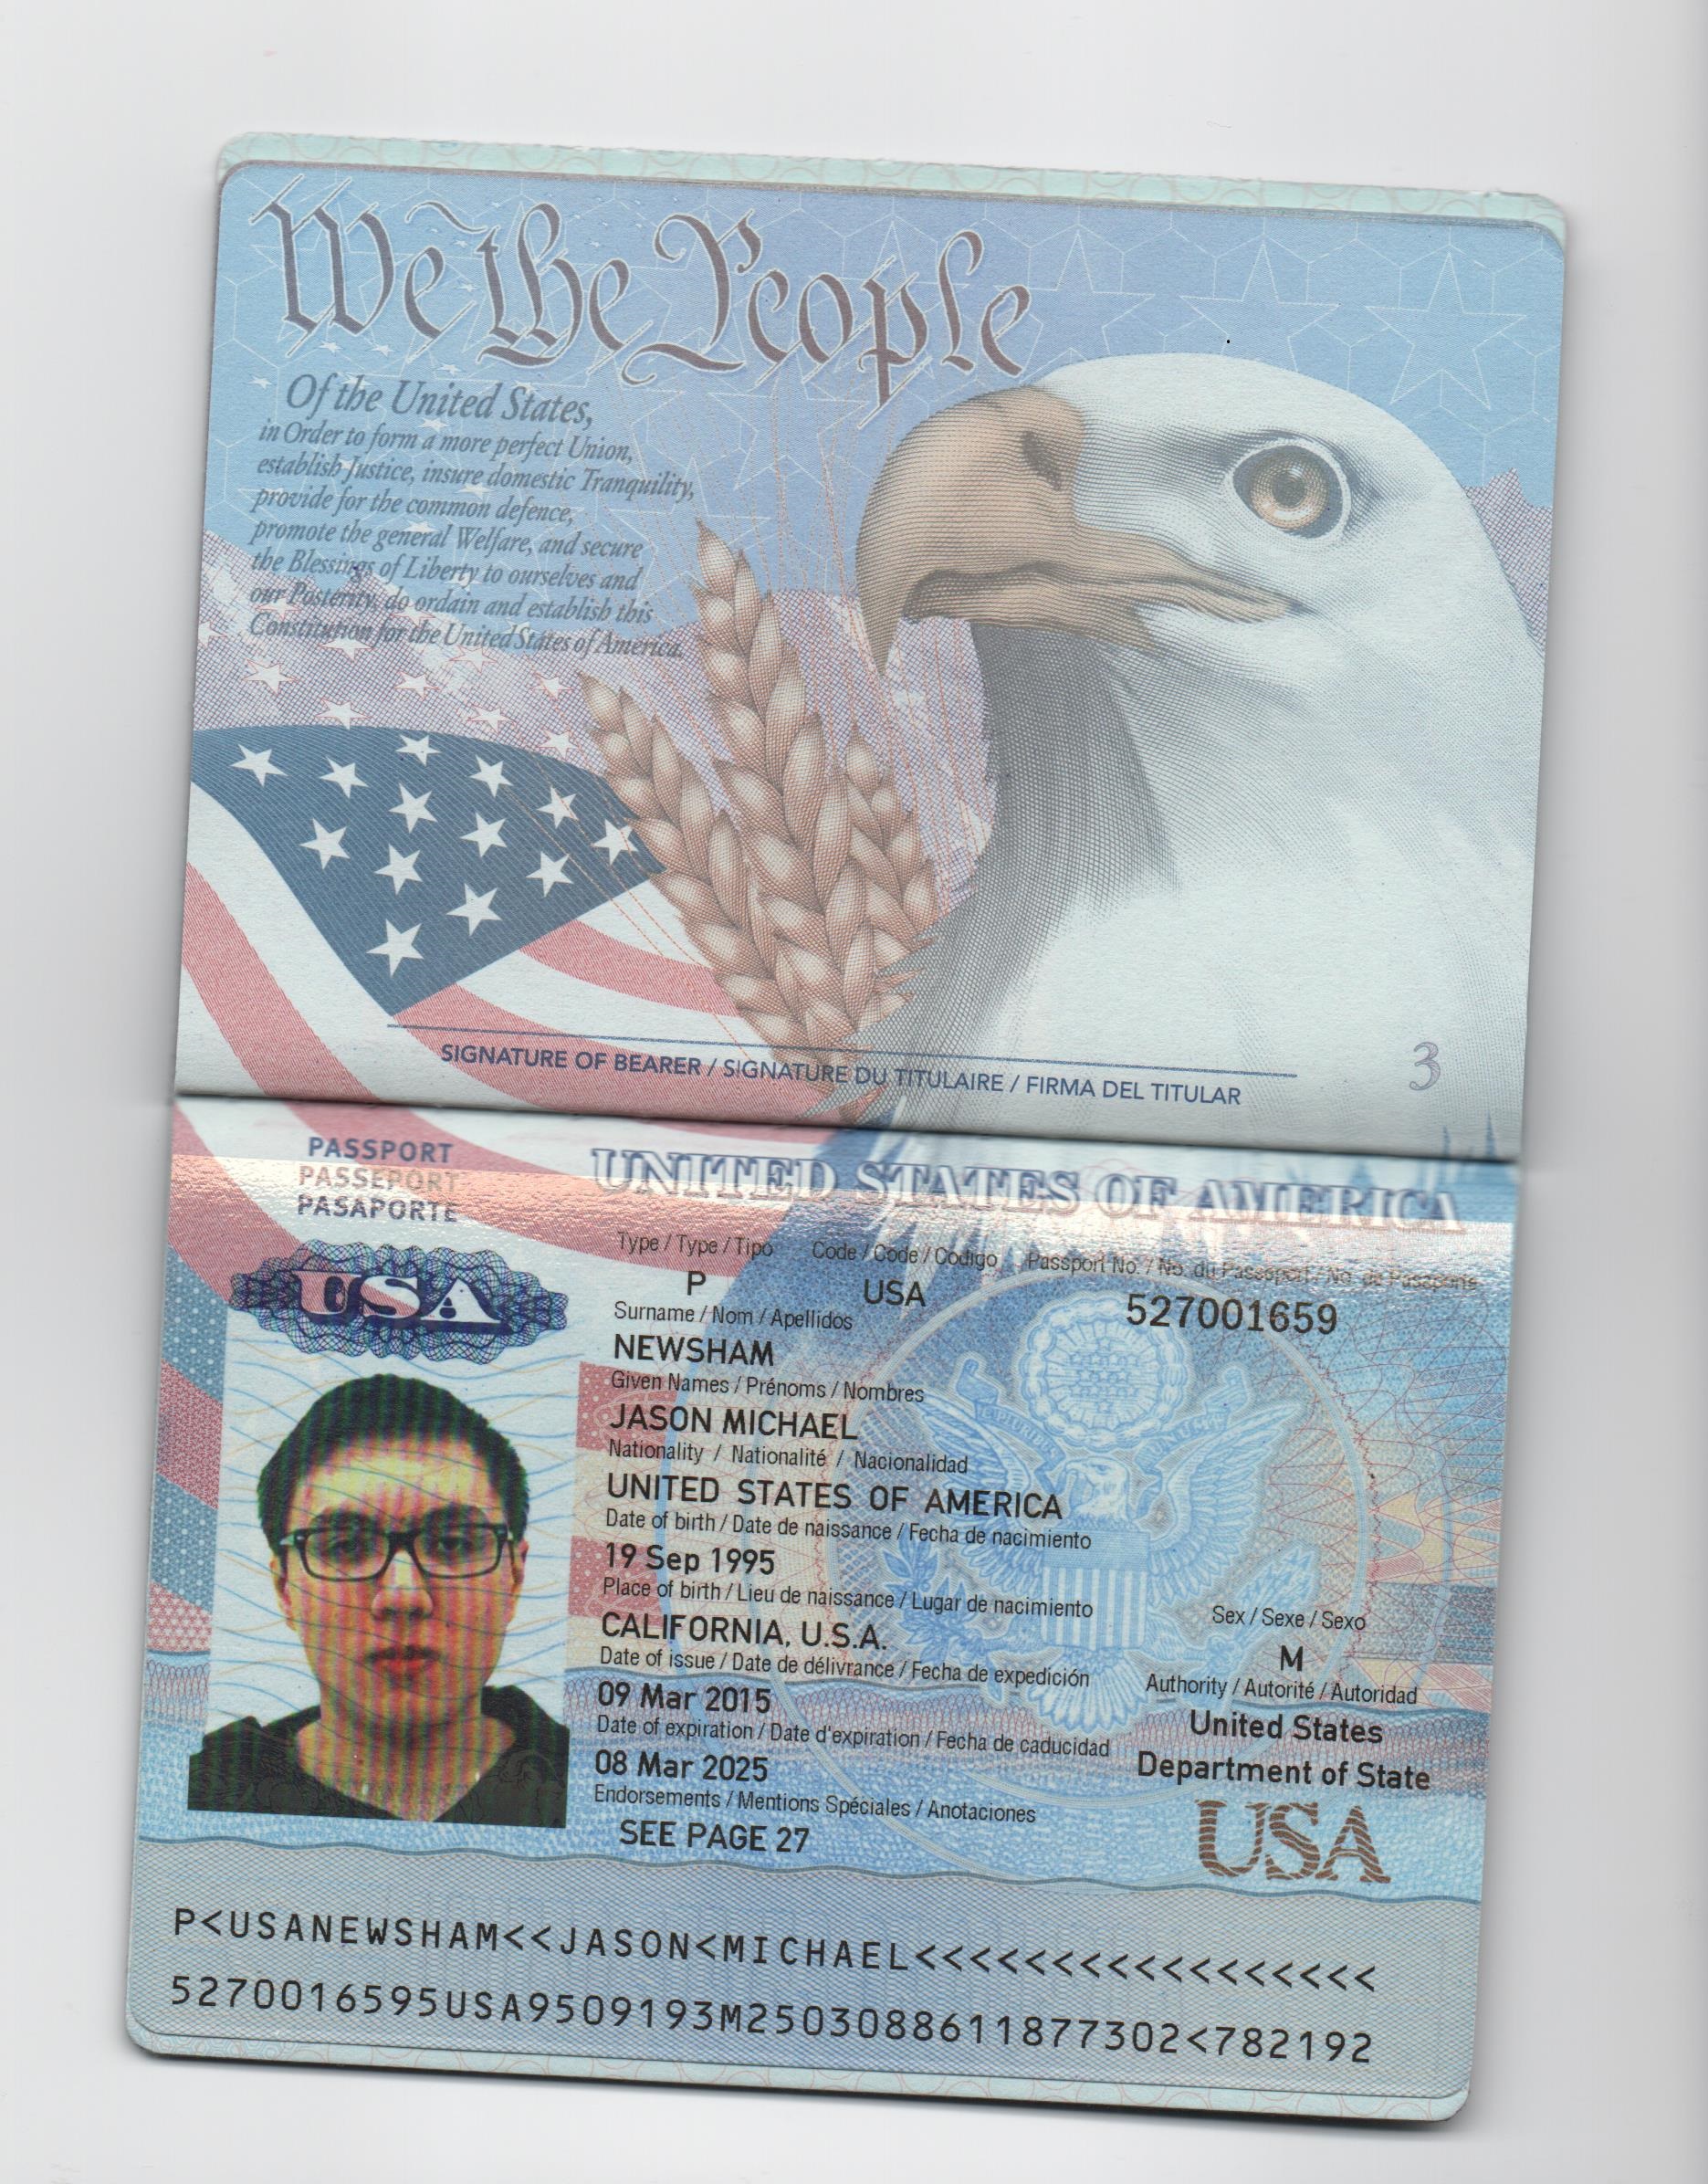 We the People
Of the United States,
in Order to form a more perfect Union,
establish Justice, insure domestic Tranquility,
provide for the common defence,
promote the general Welfare, and secure
the Blessings of Liberty to ourselves and
our Posterity, do ordain and establish this
Constitution for the United States of America.
SIGNATURE OF BEARER / SIGNATURE DU TITULAIRE / FIRMA DEL TITULAR
3
PASSPORT
PASSEPORT
PASAPORTE
UNITED STATES OF AMERICA
USA
Type / Type / Tipo Code / Code / Codigo Passport No. / No. du Passeport / No. de Pasaporte
P USA 527001659
Surname / Nom / Apellidos
NEWSHAM
Given Names / Prénoms / Nombres
JASON MICHAEL
Nationality / Nationalité / Nacionalidad
UNITED STATES OF AMERICA
Date of birth / Date de naissance / Fecha de nacimiento
19 Sep 1995
Place of birth / Lieu de naissance / Lugar de nacimiento
CALIFORNIA, U.S.A.
Sex / Sexe / Sexo
M
Date of issue / Date de délivrance / Fecha de expedición
09 Mar 2015
Authority / Autorité / Autoridad
United States
Department of State
Date of expiration / Date d'expiration / Fecha de caducidad
08 Mar 2025
Endorsements / Mentions Spéciales / Anotaciones
SEE PAGE 27
USA
P<USANEWSHAM<<JASON<MICHAEL<<<<<<<<<<<<<<<<<
5270016595USA9509193M2503088611877302<782192